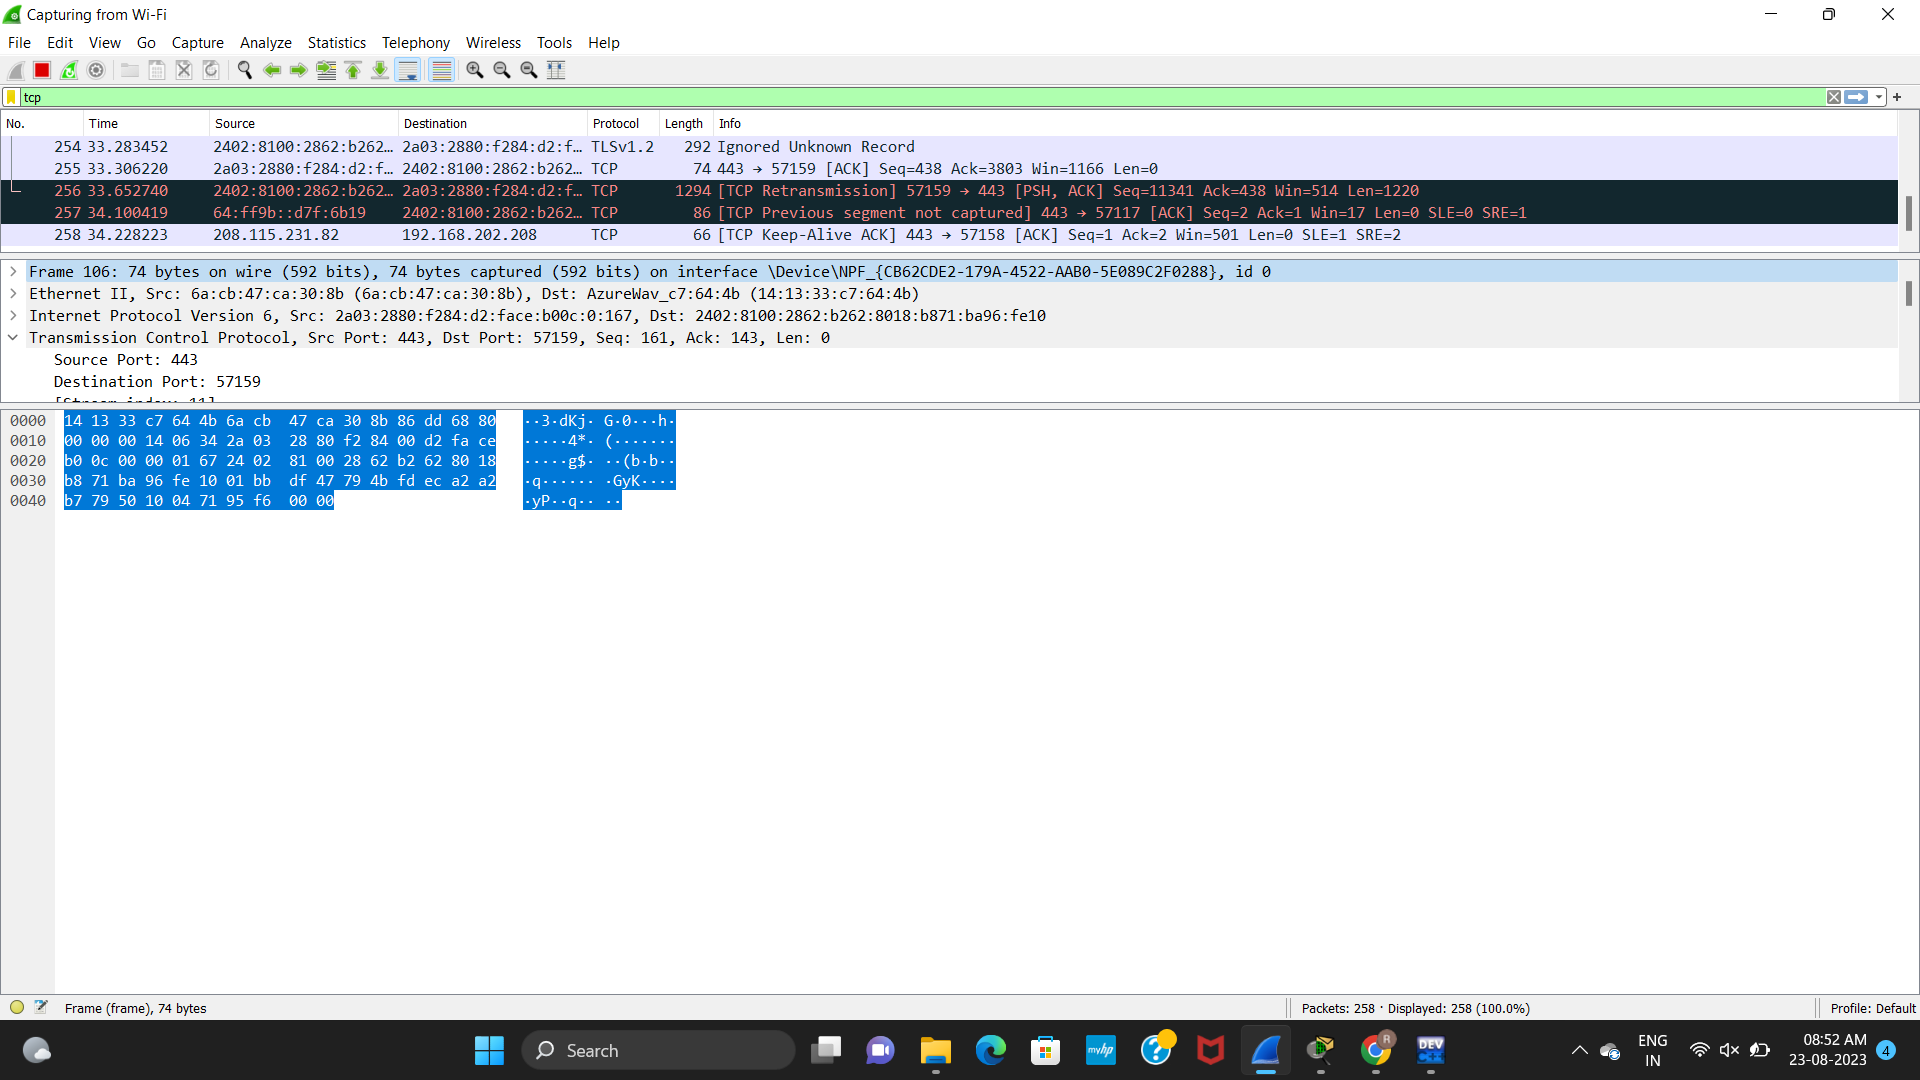 Capturing from Wi-Fi
File Edit View Go Capture Analyze Statistics Telephony Wireless Tools Help
tcp
No. Time Source Destination Protocol Length Info
254 33.283452 2402:8100:2862:b262… 2a03:2880:f284:d2:f… TLSv1.2 292 Ignored Unknown Record
255 33.306220 2a03:2880:f284:d2:f… 2402:8100:2862:b262… TCP 74 443 → 57159 [ACK] Seq=438 Ack=3803 Win=1166 Len=0
256 33.652740 2402:8100:2862:b262… 2a03:2880:f284:d2:f… TCP 1294 [TCP Retransmission] 57159 → 443 [PSH, ACK] Seq=11341 Ack=438 Win=514 Len=1220
257 34.100419 64:ff9b::d7f:6b19 2402:8100:2862:b262… TCP 86 [TCP Previous segment not captured] 443 → 57117 [ACK] Seq=2 Ack=1 Win=17 Len=0 SLE=0 SRE=1
258 34.228223 208.115.231.82 192.168.202.208 TCP 66 [TCP Keep-Alive ACK] 443 → 57158 [ACK] Seq=1 Ack=2 Win=501 Len=0 SLE=1 SRE=2
Frame 106: 74 bytes on wire (592 bits), 74 bytes captured (592 bits) on interface \Device\NPF_{CB62CDE2-179A-4522-AAB0-5E089C2F0288}, id 0
Ethernet II, Src: 6a:cb:47:ca:30:8b (6a:cb:47:ca:30:8b), Dst: AzureWav_c7:64:4b (14:13:33:c7:64:4b)
Internet Protocol Version 6, Src: 2a03:2880:f284:d2:face:b00c:0:167, Dst: 2402:8100:2862:b262:8018:b871:ba96:fe10
Transmission Control Protocol, Src Port: 443, Dst Port: 57159, Seq: 161, Ack: 143, Len: 0
Source Port: 443
Destination Port: 57159
[Stream index: 11]
0000 14 13 33 c7 64 4b 6a cb 47 ca 30 8b 86 dd 68 80 ··3·dKj· G·0···h·
0010 00 00 00 14 06 34 2a 03 28 80 f2 84 00 d2 fa ce ·····4*· (·······
0020 b0 0c 00 00 01 67 24 02 81 00 28 62 b2 62 80 18 ·····g$· ··(b·b··
0030 b8 71 ba 96 fe 10 01 bb df 47 79 4b fd ec a2 a2 ·q······ ·GyK····
0040 b7 79 50 10 04 71 95 f6 00 00 ·yP··q·· ··
Frame (frame), 74 bytes
Packets: 258 · Displayed: 258 (100.0%)
Profile: Default
Search
myhp
R
DEV
C++
ENG
IN
08:52 AM
23-08-2023
4